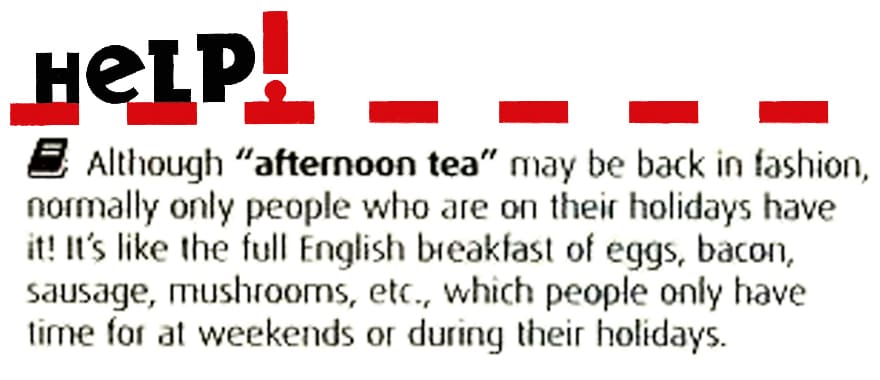 HeLP!
Although "afternoon tea" may be back in fashion,
normally only people who are on their holidays have
it! It's like the full English breakfast of eggs, bacon,
sausage, mushrooms, etc., which people only have
time for at weekends or during their holidays.